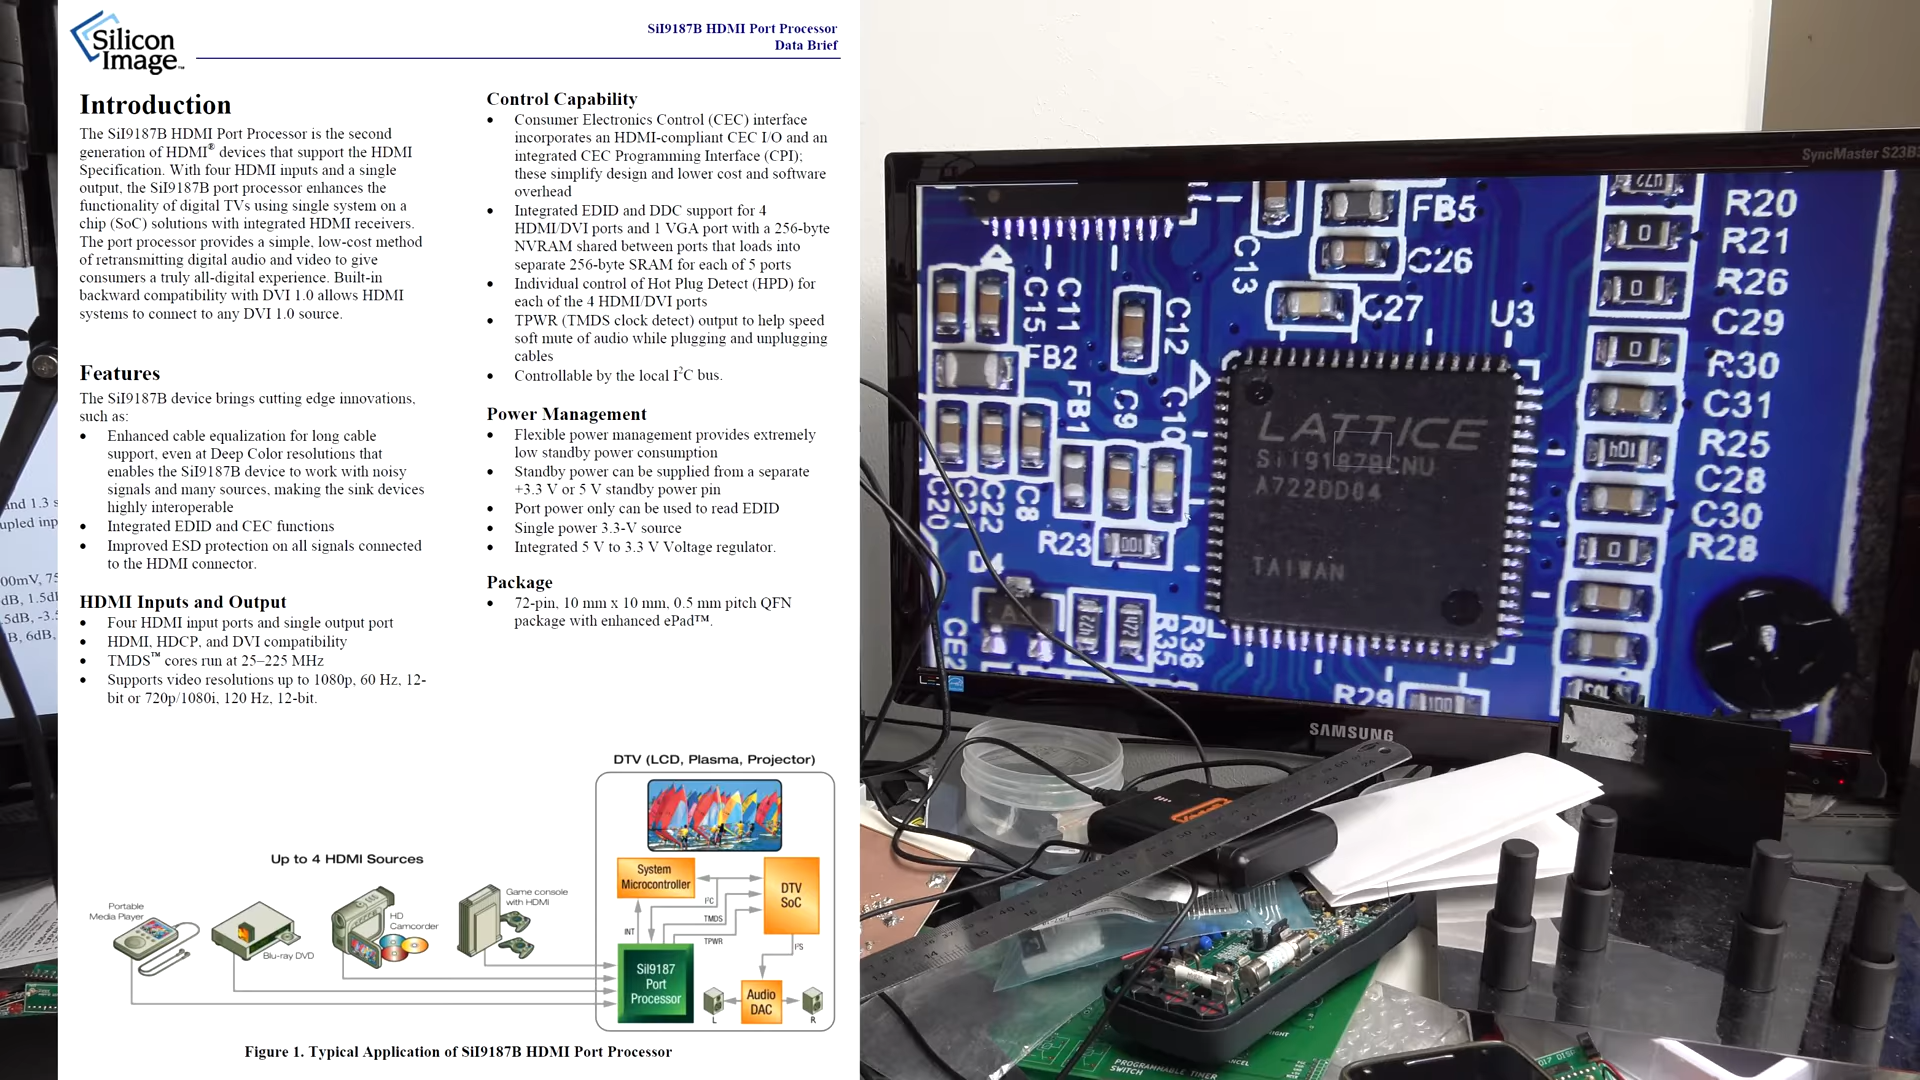 Silicon
Image™
SiI9187B HDMI Port Processor
Data Brief
Introduction
The SiI9187B HDMI Port Processor is the second
generation of HDMI® devices that support the HDMI
Specification. With four HDMI inputs and a single
output, the SiI9187B port processor enhances the
functionality of digital TVs using single system on a
chip (SoC) solutions with integrated HDMI receivers.
The port processor provides a simple, low-cost method
of retransmitting digital audio and video to give
consumers a truly all-digital experience. Built-in
backward compatibility with DVI 1.0 allows HDMI
systems to connect to any DVI 1.0 source.
Features
The SiI9187B device brings cutting edge innovations,
such as:
• Enhanced cable equalization for long cable
support, even at Deep Color resolutions that
enables the SiI9187B device to work with noisy
signals and many sources, making the sink devices
highly interoperable
• Integrated EDID and CEC functions
• Improved ESD protection on all signals connected
to the HDMI connector.
HDMI Inputs and Output
• Four HDMI input ports and single output port
• HDMI, HDCP, and DVI compatibility
• TMDS™ cores run at 25–225 MHz
• Supports video resolutions up to 1080p, 60 Hz, 12-
bit or 720p/1080i, 120 Hz, 12-bit.
Control Capability
• Consumer Electronics Control (CEC) interface
incorporates an HDMI-compliant CEC I/O and an
integrated CEC Programming Interface (CPI);
these simplify design and lower cost and software
overhead
• Integrated EDID and DDC support for 4
HDMI/DVI ports and 1 VGA port with a 256-byte
NVRAM shared between ports that loads into
separate 256-byte SRAM for each of 5 ports
• Individual control of Hot Plug Detect (HPD) for
each of the 4 HDMI/DVI ports
• TPWR (TMDS clock detect) output to help speed
soft mute of audio while plugging and unplugging
cables
• Controllable by the local I²C bus.
Power Management
• Flexible power management provides extremely
low standby power consumption
• Standby power can be supplied from a separate
+3.3 V or 5 V standby power pin
• Port power only can be used to read EDID
• Single power 3.3-V source
• Integrated 5 V to 3.3 V Voltage regulator.
Package
• 72-pin, 10 mm x 10 mm, 0.5 mm pitch QFN
package with enhanced ePad™.
DTV (LCD, Plasma, Projector)
Up to 4 HDMI Sources
Portable
Media Player
Blu-ray DVD
HD
Camcorder
Game console
with HDMI
System
Microcontroller
DTV
SoC
I²C
TMDS
INT
TPWR
I²S
SiI9187
Port
Processor
Audio
DAC
L
R
Figure 1. Typical Application of SiI9187B HDMI Port Processor
SyncMaster S23B3
FB5
C26
C13
C27
U3
C15
C11
C12
FB2
FB1
C9
C10
C20
C22
C8
R23
100
D4
472
R35
R36
CE2
R29
100
LATTICE
SiI9187BCNU
A722DD04
TAIWAN
472
R20
0
R21
0
R26
C29
0
R30
C31
104
R25
C28
C30
0
R28
SAMSUNG
PROGRAMMABLE TIMER
SWITCH